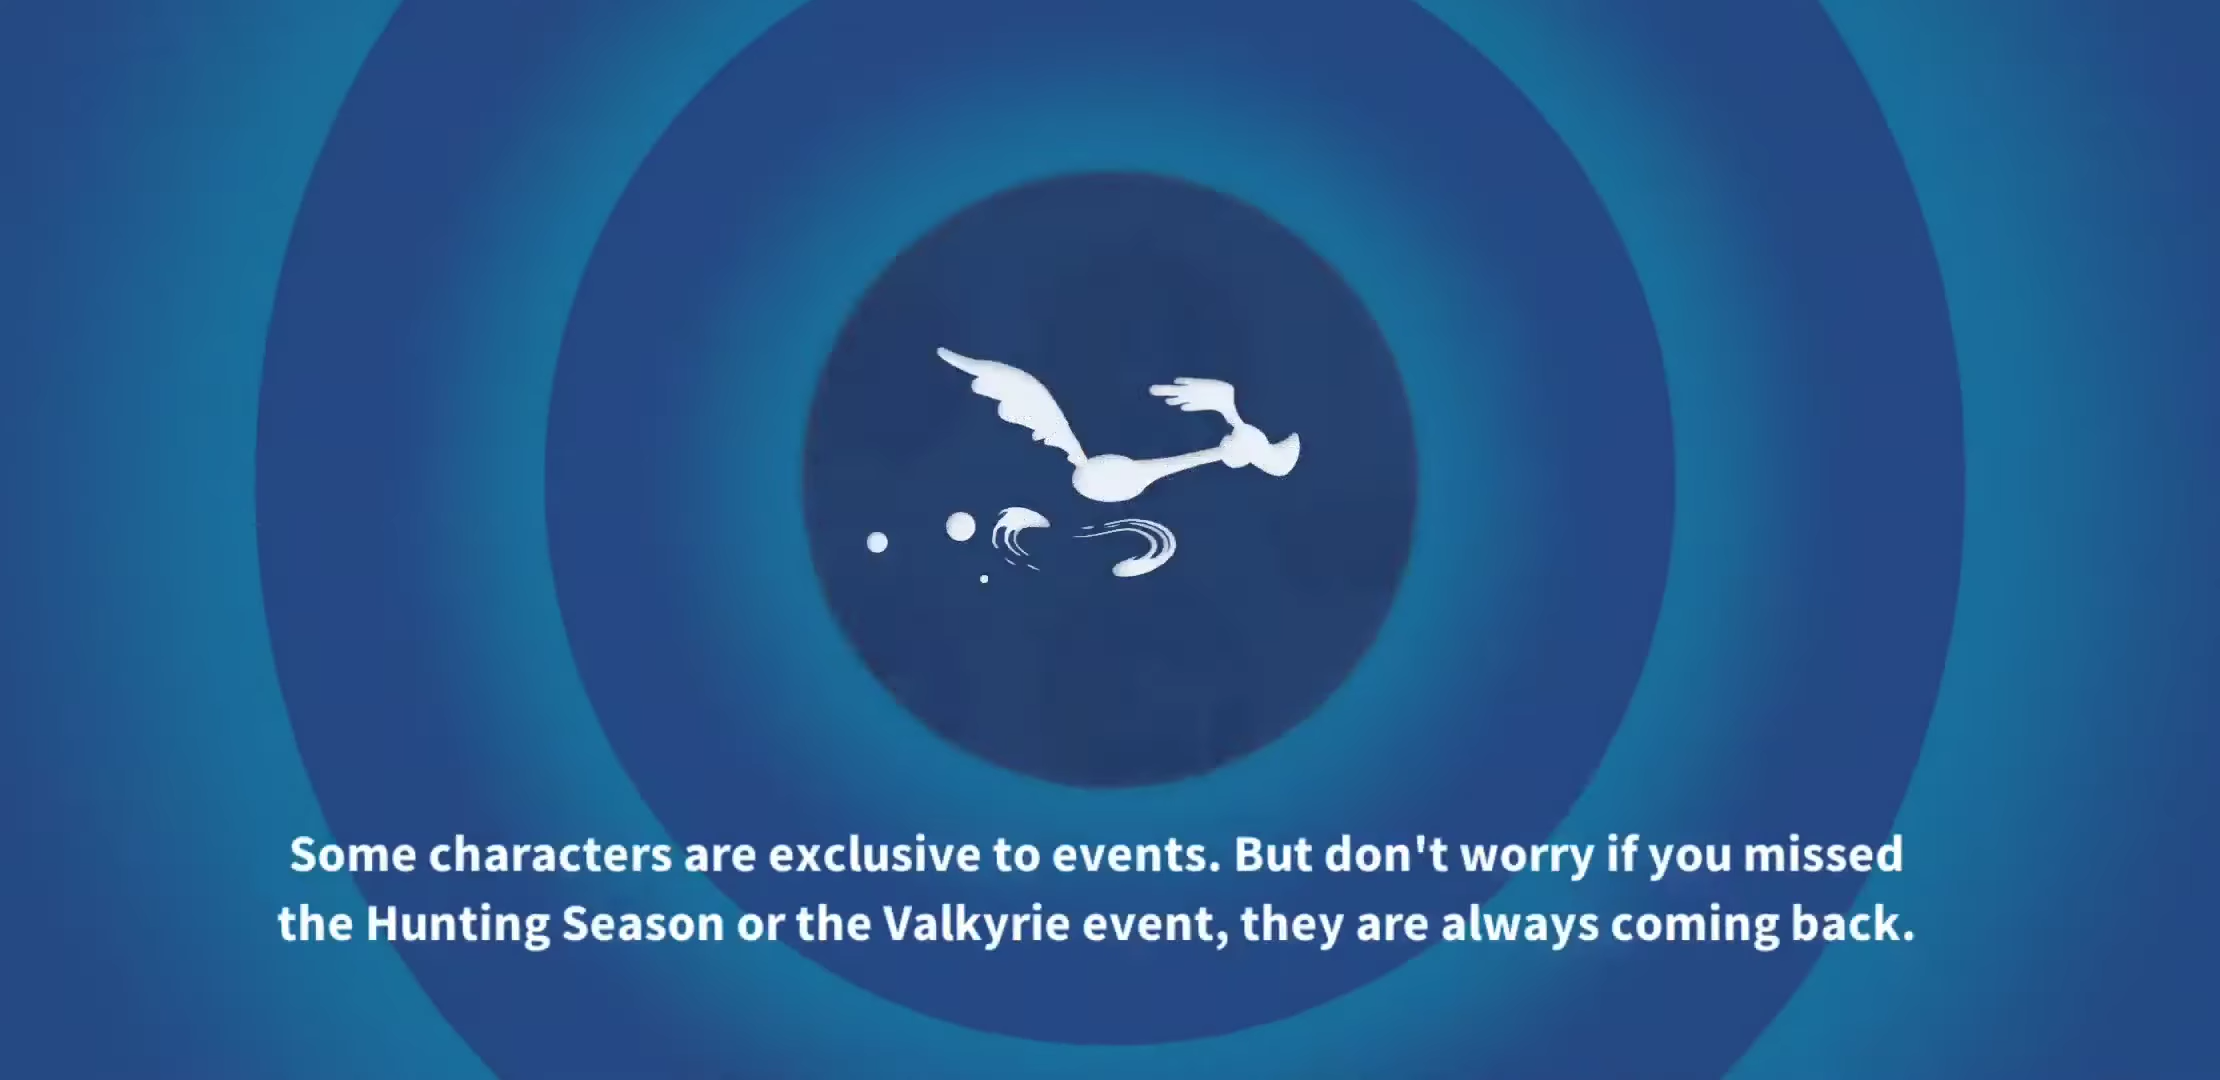 Some characters are exclusive to events. But don't worry if you missed
the Hunting Season or the Valkyrie event, they are always coming back.